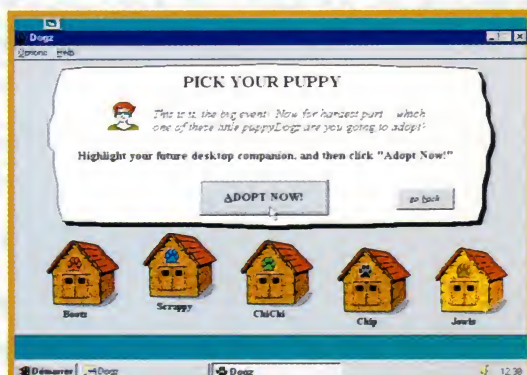 Dogz
Options Help
PICK YOUR PUPPY
This is it, the big event! Now for hardest part... which
one of these little puppyDogz are you going to adopt?
Highlight your future desktop companion, and then click "Adopt Now!"
ADOPT NOW!
go back
Boots
Scrappy
ChiChi
Chip
Jowls
Démarrer Dogz Dogz 12:30